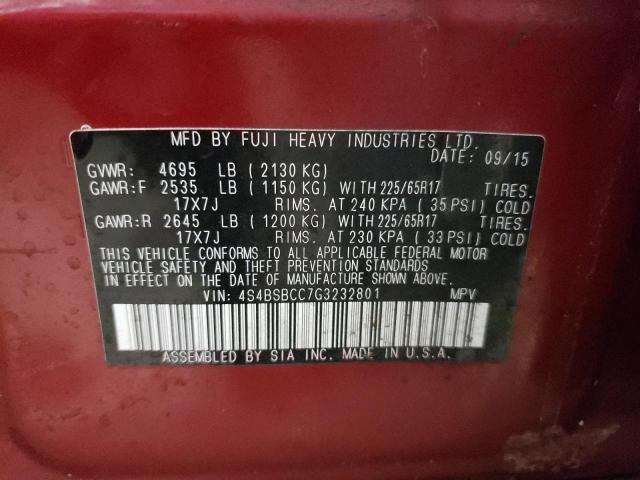 MFD BY FUJI HEAVY INDUSTRIES LTD.
DATE: 09/15
GVWR: 4695 LB (2130 KG)
GAWR:F 2535 LB (1150 KG) WITH 225/65R17 TIRES.
17X7J RIMS. AT 240 KPA (35 PSI) COLD
GAWR:R 2645 LB (1200 KG) WITH 225/65R17 TIRES.
17X7J RIMS. AT 230 KPA (33 PSI) COLD
THIS VEHICLE CONFORMS TO ALL APPLICABLE FEDERAL MOTOR
VEHICLE SAFETY AND THEFT PREVENTION STANDARDS
IN EFFECT ON THE DATE OF MANUFACTURE SHOWN ABOVE.
VIN: 4S4BSBCC7G3232801 MPV
ASSEMBLED BY SIA INC. MADE IN U.S.A.